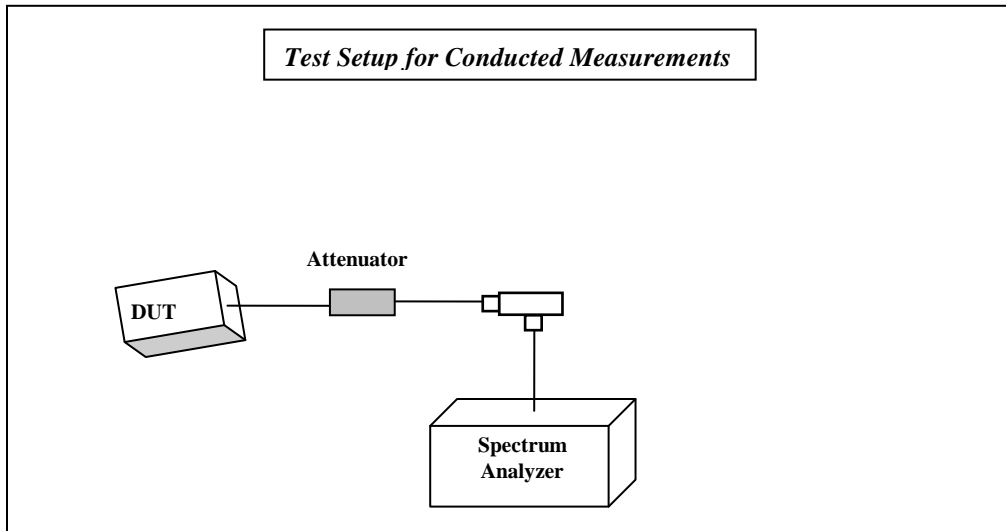 Test Setup for Conducted Measurements
Attenuator
DUT
Spectrum
Analyzer